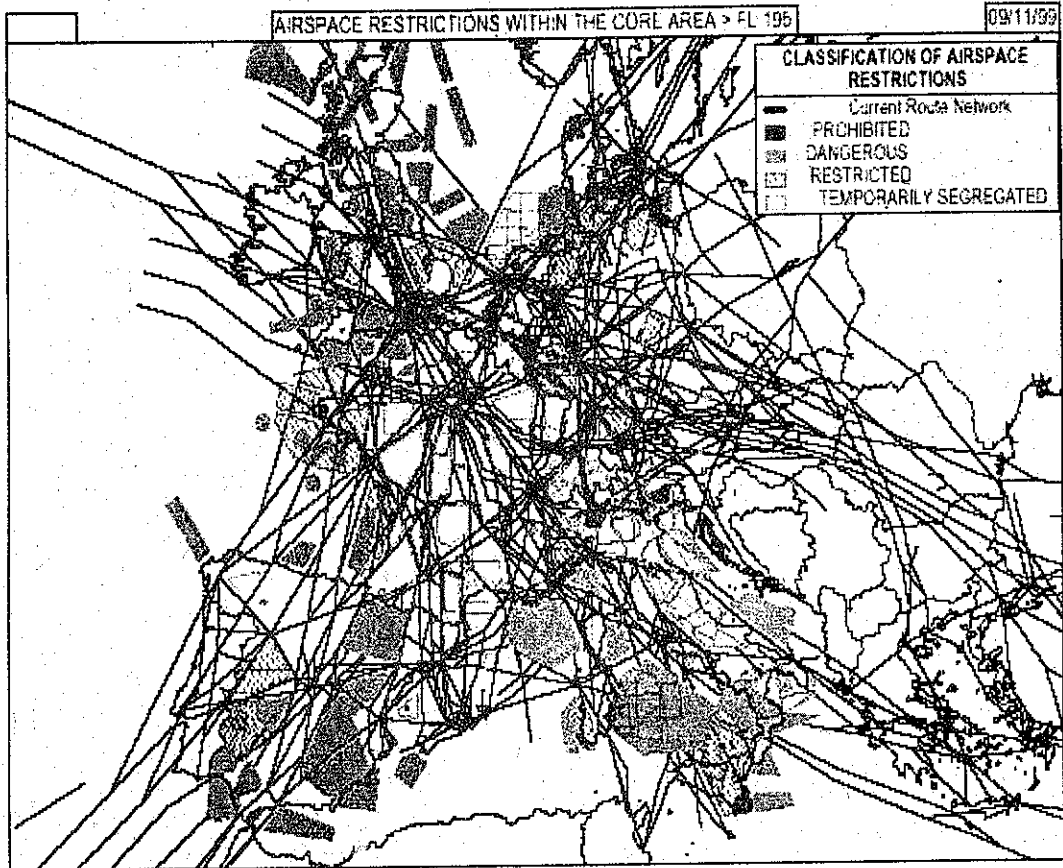 AIRSPACE RESTRICTIONS WITHIN THE CORE AREA > FL 195
09/11/99
CLASSIFICATION OF AIRSPACE
RESTRICTIONS
Current Route Network
PROHIBITED
DANGEROUS
RESTRICTED
TEMPORARILY SEGREGATED